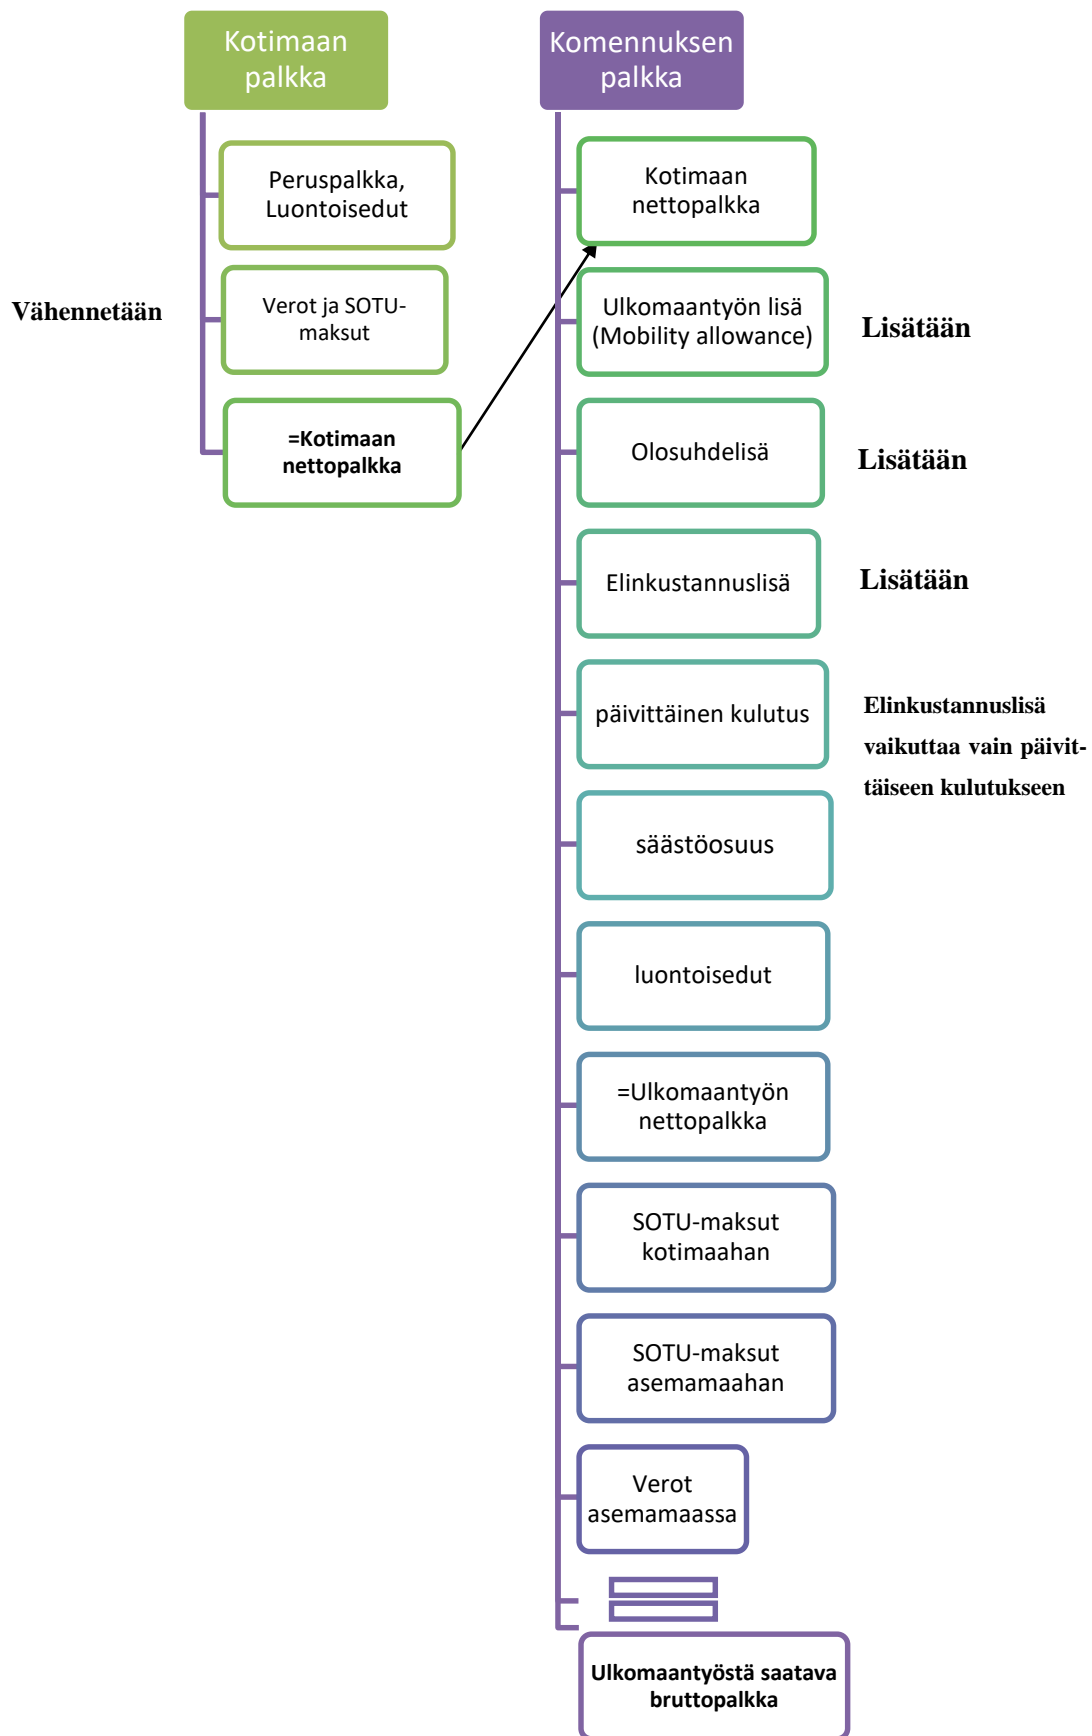 Kotimaan
palkka
Peruspalkka,
Luontoisedut
Vähennetään
Verot ja SOTU-
maksut
=Kotimaan
nettopalkka
Komennuksen
palkka
Kotimaan
nettopalkka
Ulkomaantyön lisä
(Mobility allowance)
Lisätään
Olosuhdelisä
Lisätään
Elinkustannuslisä
Lisätään
päivittäinen kulutus
Elinkustannuslisä
vaikuttaa vain päivit-
täiseen kulutukseen
säästöosuus
luontoisedut
=Ulkomaantyön
nettopalkka
SOTU-maksut
kotimaahan
SOTU-maksut
asemamaahan
Verot
asemamaassa
Ulkomaantyöstä saatava
bruttopalkka